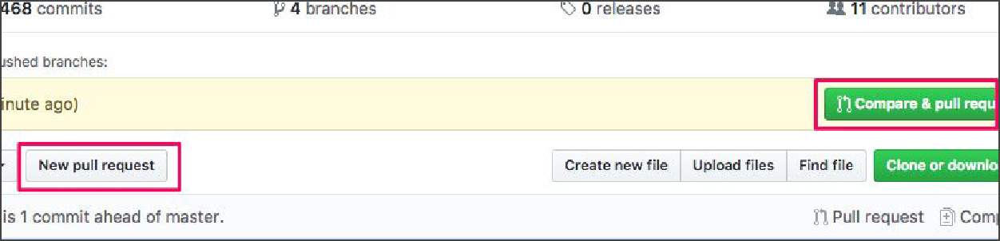 468 commits 4 branches 0 releases 11 contributors
ushed branches:
inute ago) Compare & pull requ
New pull request Create new file Upload files Find file Clone or downlo
is 1 commit ahead of master. Pull request Comp